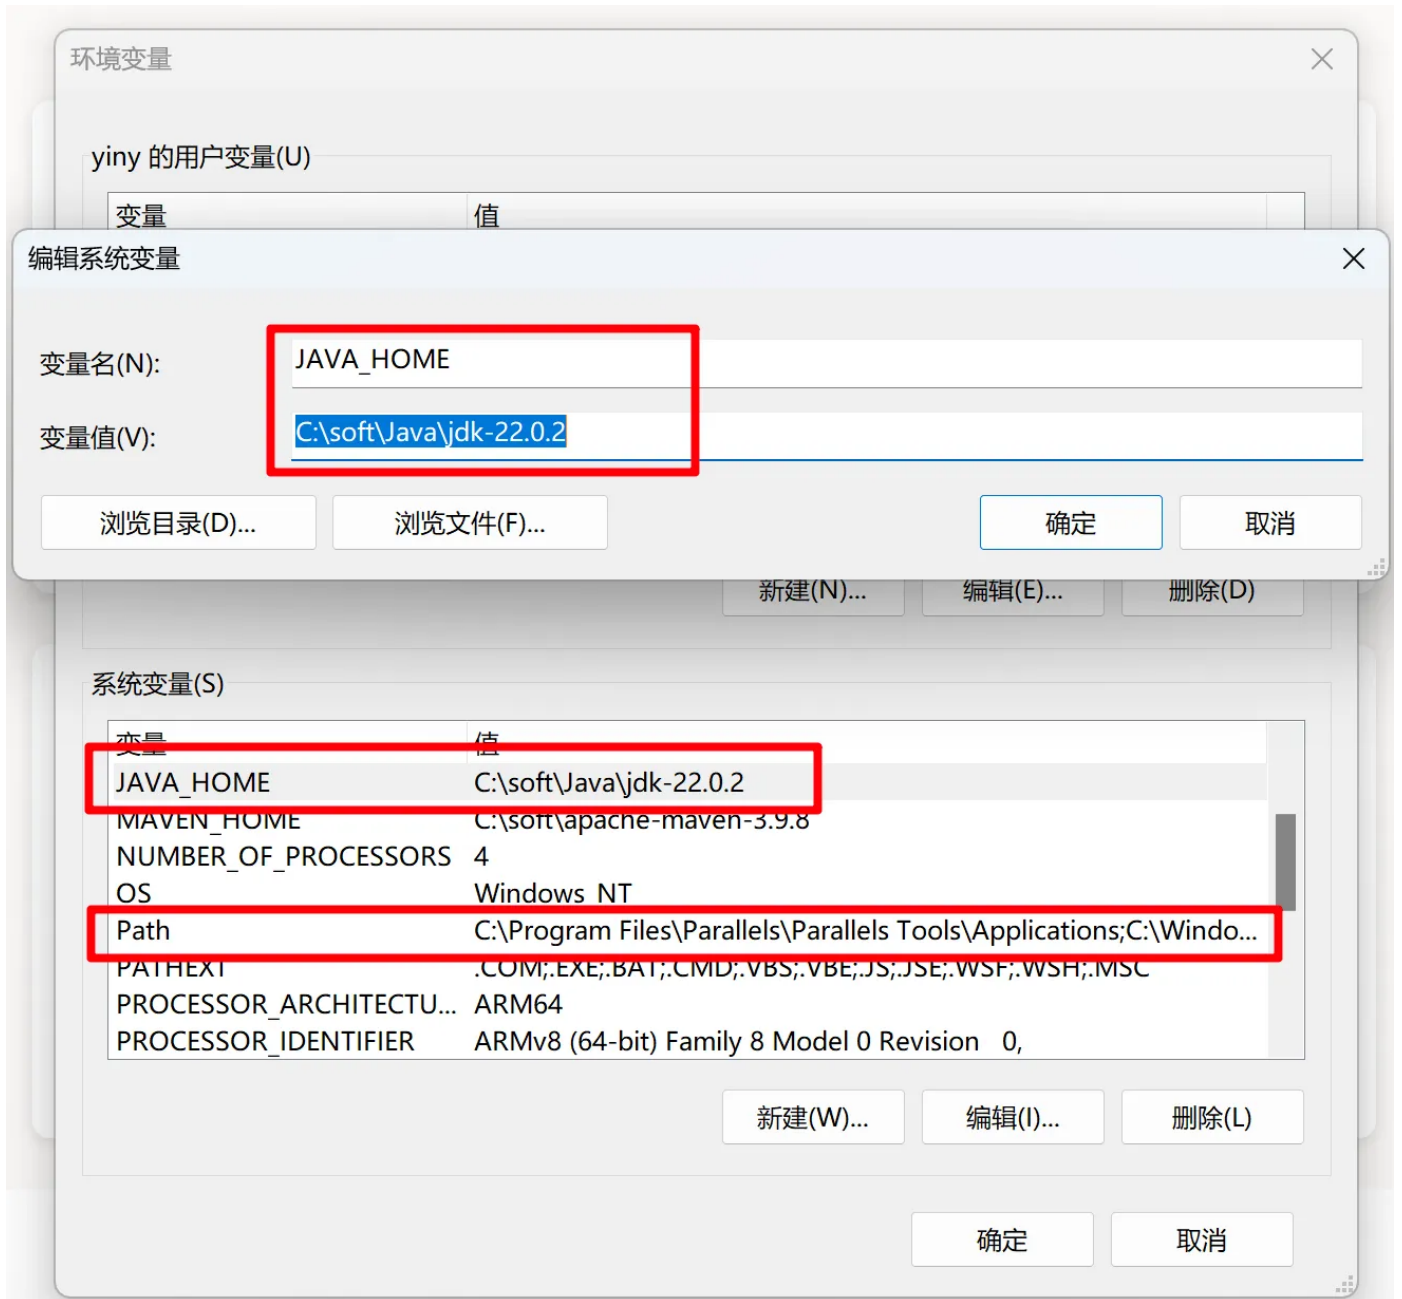 环境变量
yiny 的用户变量(U)
变量 值
编辑系统变量
变量名(N): JAVA_HOME
变量值(V): C:\soft\Java\jdk-22.0.2
浏览目录(D)... 浏览文件(F)... 确定 取消
新建(N)... 编辑(E)... 删除(D)
系统变量(S)
变量 值
JAVA_HOME C:\soft\Java\jdk-22.0.2
MAVEN_HOME C:\soft\apache-maven-3.9.8
NUMBER_OF_PROCESSORS 4
OS Windows_NT
Path C:\Program Files\Parallels\Parallels Tools\Applications;C:\Windo...
PATHEXT .COM;.EXE;.BAT;.CMD;.VBS;.VBE;.JS;.JSE;.WSF;.WSH;.MSC
PROCESSOR_ARCHITECTU... ARM64
PROCESSOR_IDENTIFIER ARMv8 (64-bit) Family 8 Model 0 Revision 0,
新建(W)... 编辑(I)... 删除(L)
确定 取消